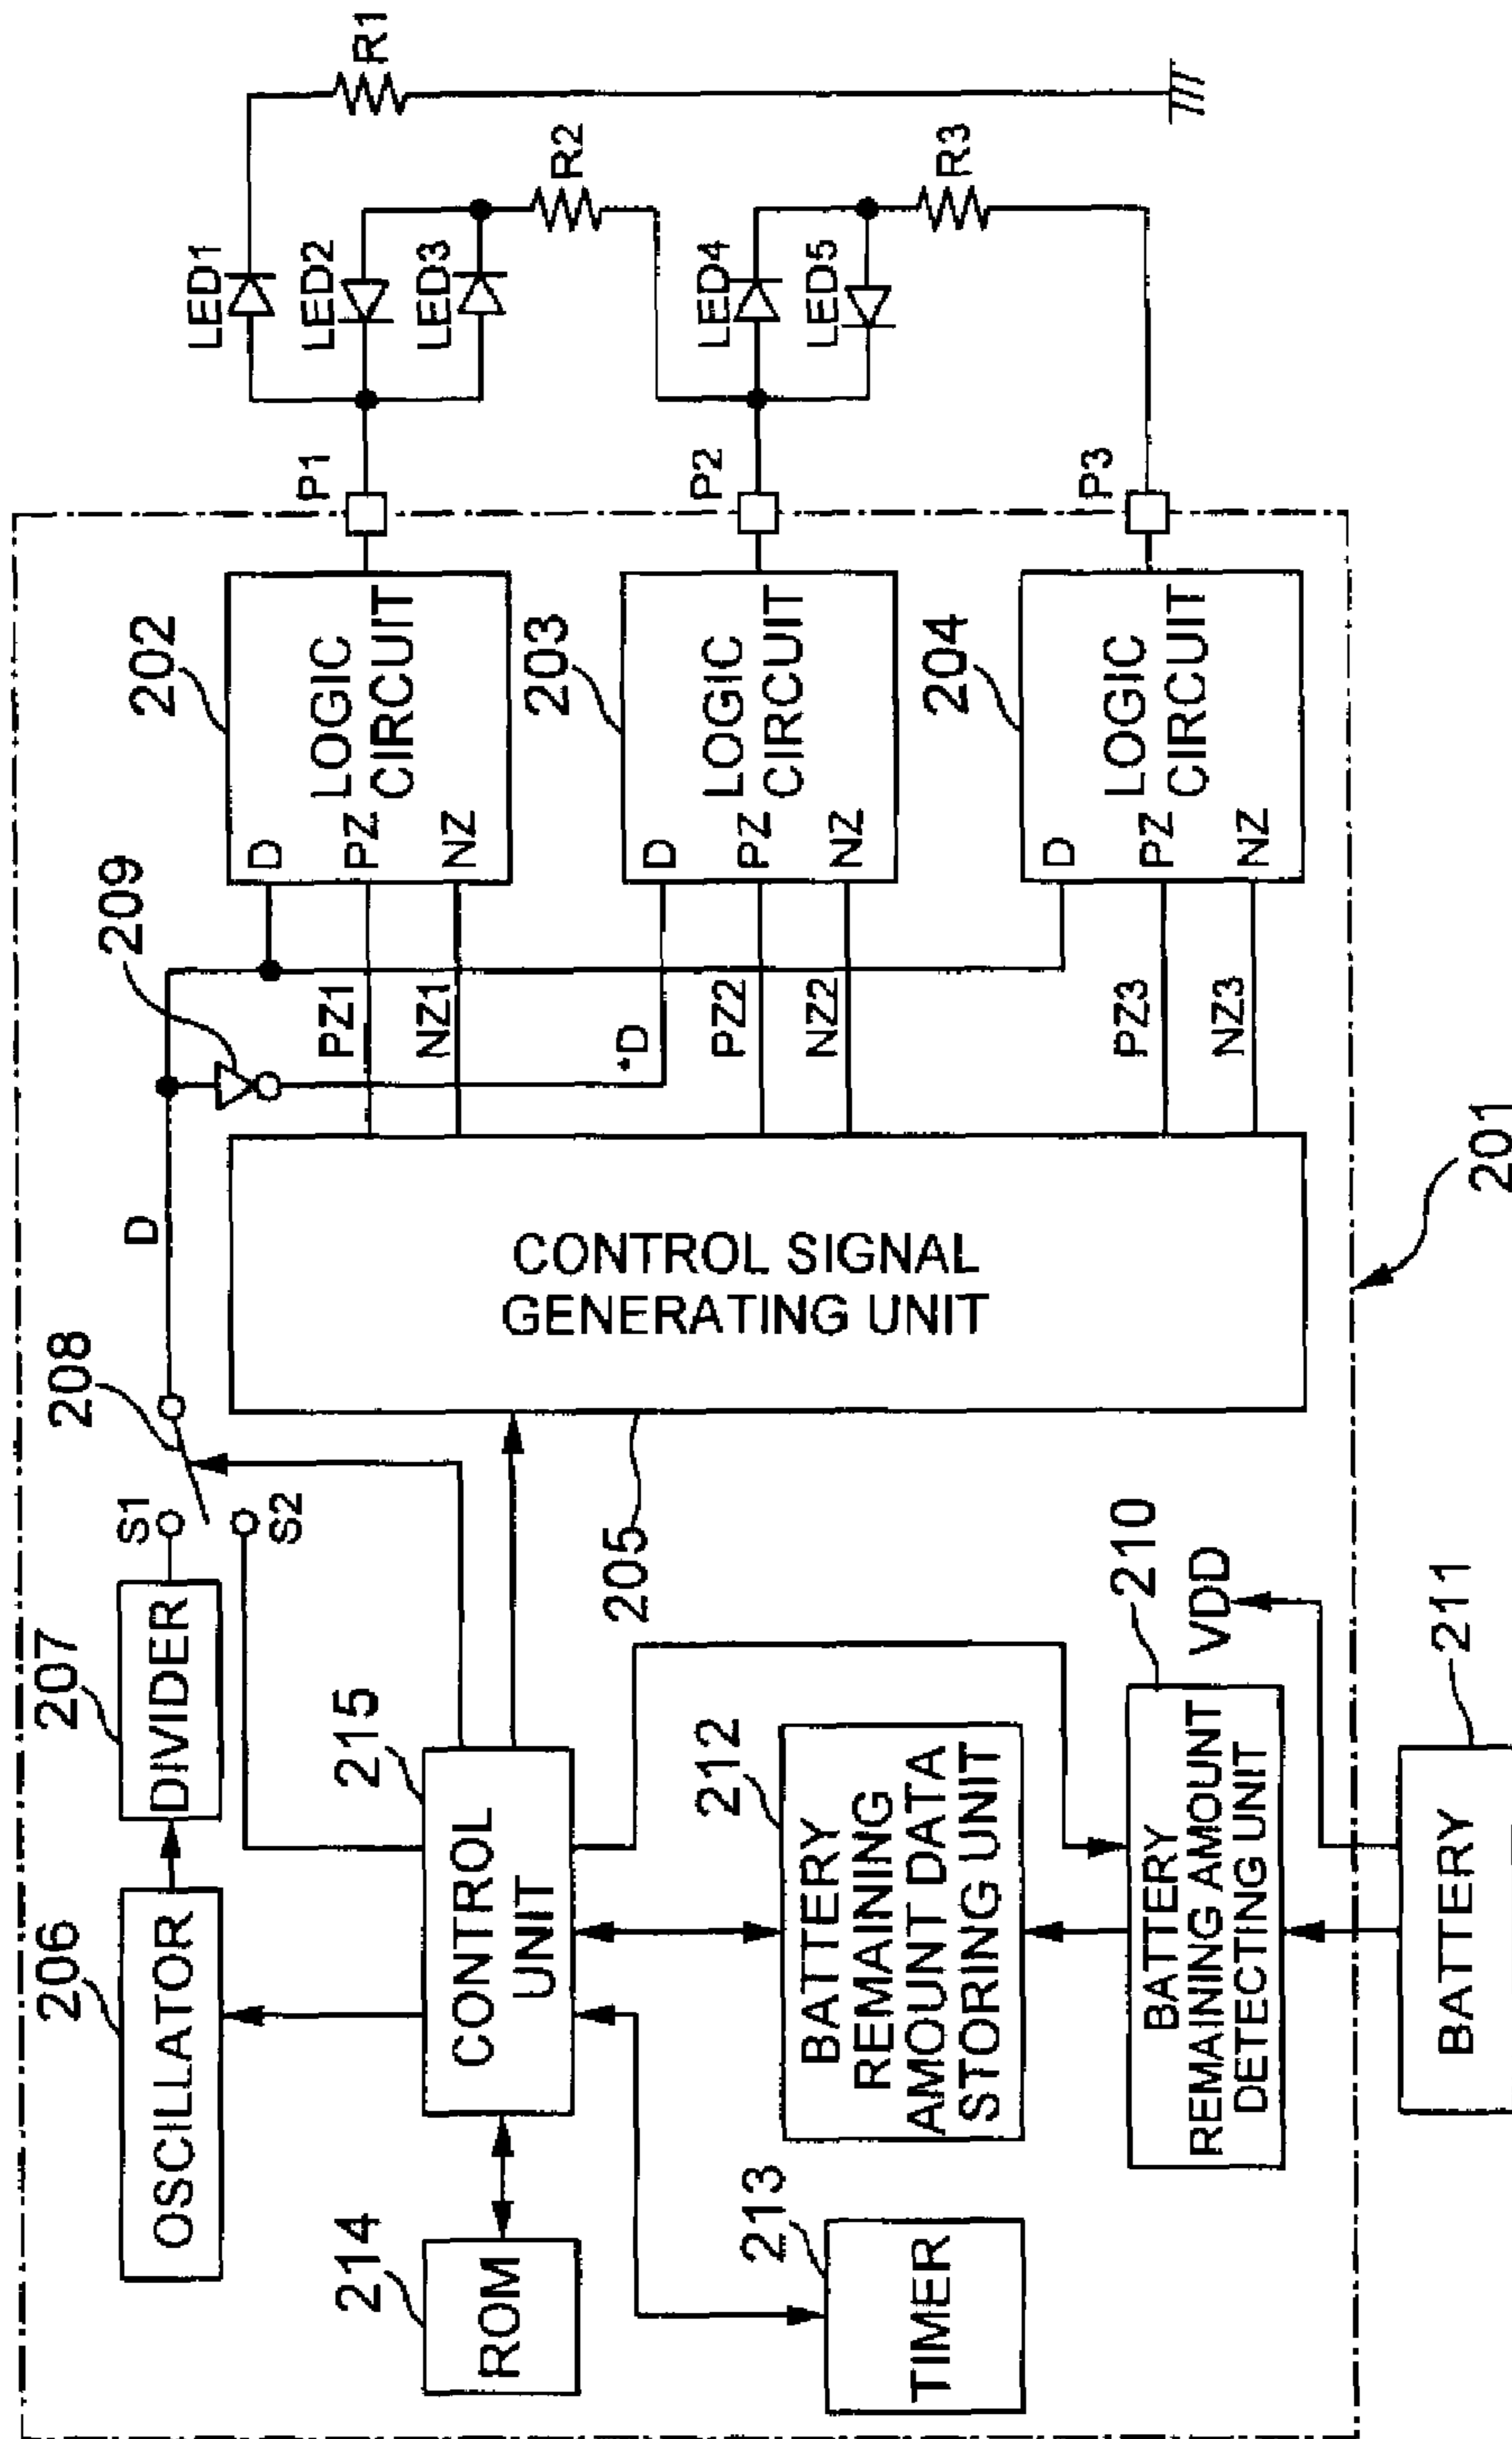 206
OSCILLATOR
207
DIVIDER
S1
S2
208
D
209
214
ROM
215
CONTROL
UNIT
205
CONTROL SIGNAL
GENERATING UNIT
PZ1
NZ1
*D
PZ2
NZ2
PZ3
NZ3
202
D
PZ
NZ
LOGIC
CIRCUIT
203
D
PZ
NZ
LOGIC
CIRCUIT
204
D
PZ
NZ
LOGIC
CIRCUIT
P1
P2
P3
LED1
LED2
LED3
LED4
LED5
R1
R2
R3
213
TIMER
212
BATTERY
REMAINING
AMOUNT DATA
STORING UNIT
210
BATTERY
REMAINING AMOUNT
DETECTING UNIT
VDD
211
BATTERY
201